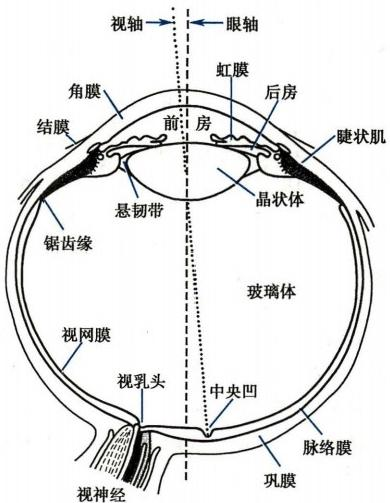 视轴
眼轴
虹膜
角膜
后房
结膜
前房
睫状肌
悬韧带
晶状体
锯齿缘
玻璃体
视网膜
视乳头
中央凹
脉络膜
巩膜
视神经